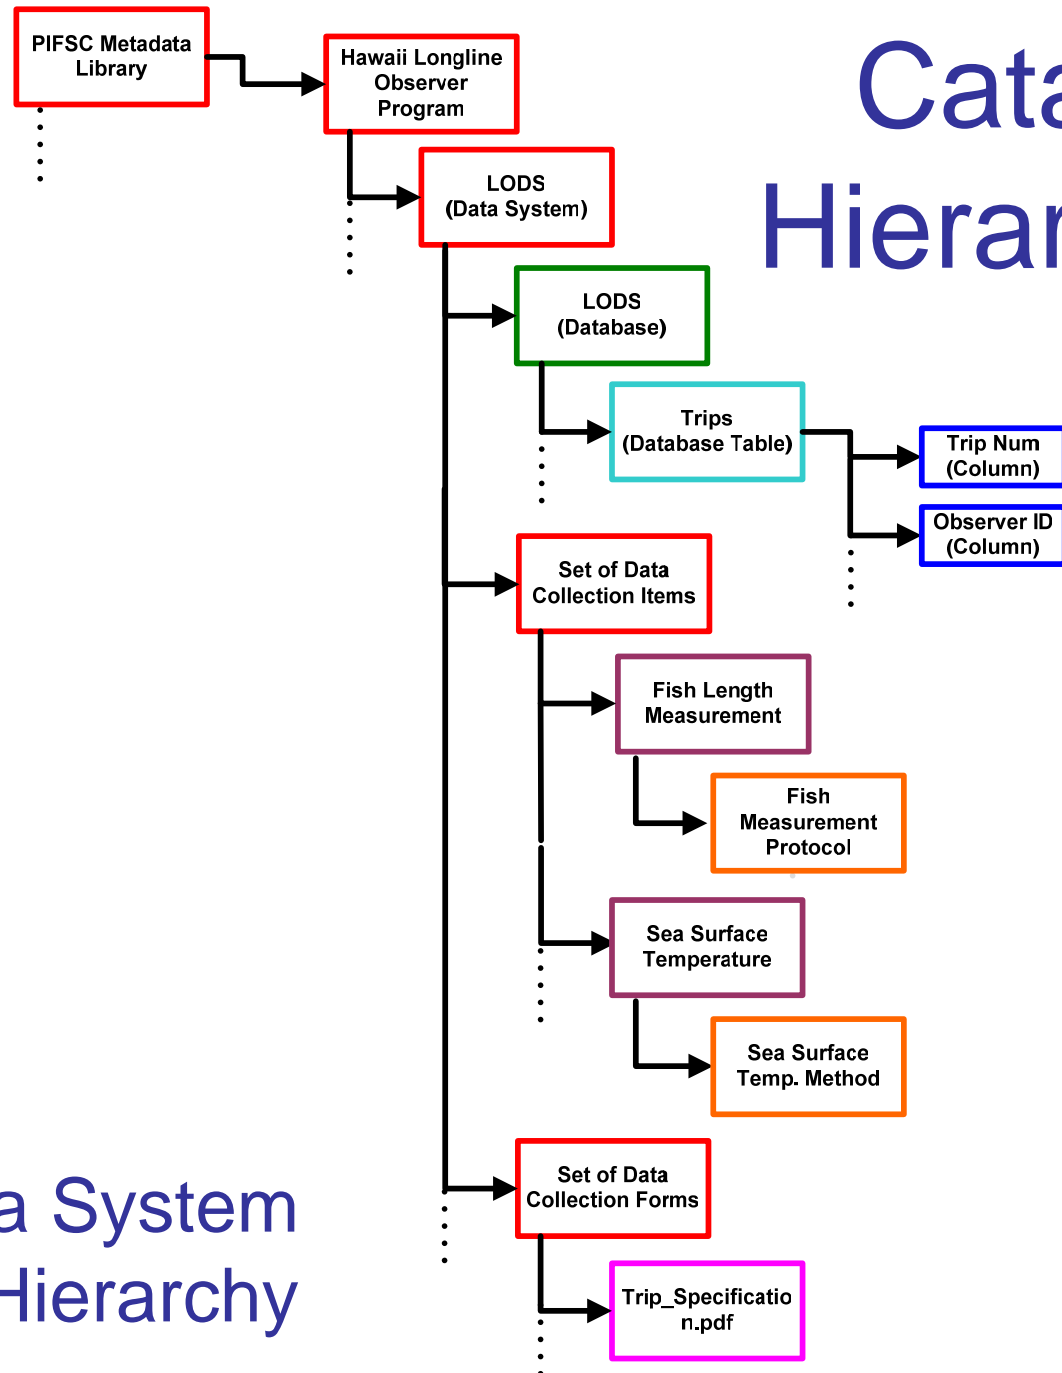 PIFSC Metadata
Library
Hawaii Longline
Observer
Program
Cata
Hierar
LODS
(Data System)
LODS
(Database)
Trips
(Database Table)
Trip Num
(Column)
Observer ID
(Column)
Set of Data
Collection Items
Fish Length
Measurement
Fish
Measurement
Protocol
Sea Surface
Temperature
Sea Surface
Temp. Method
Set of Data
Collection Forms
a System
Hierarchy
Trip_Specificatio
n.pdf